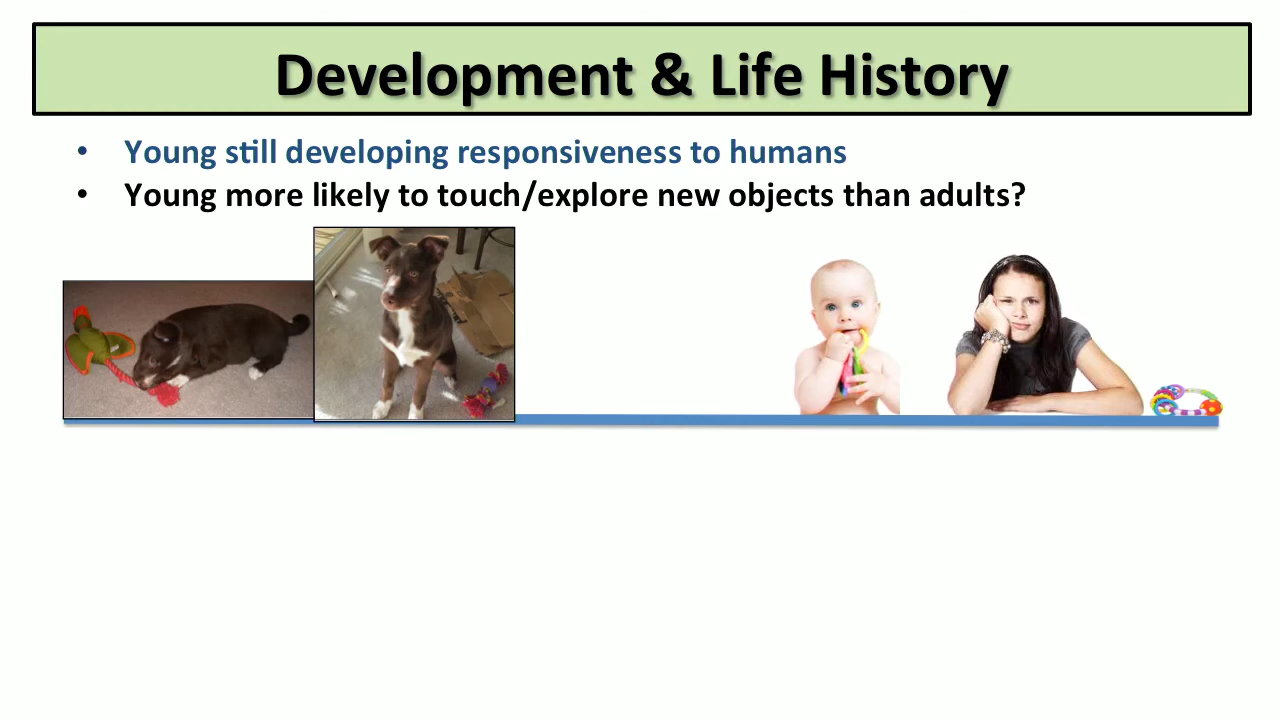 Development & Life History
• Young still developing responsiveness to humans
• Young more likely to touch/explore new objects than adults?